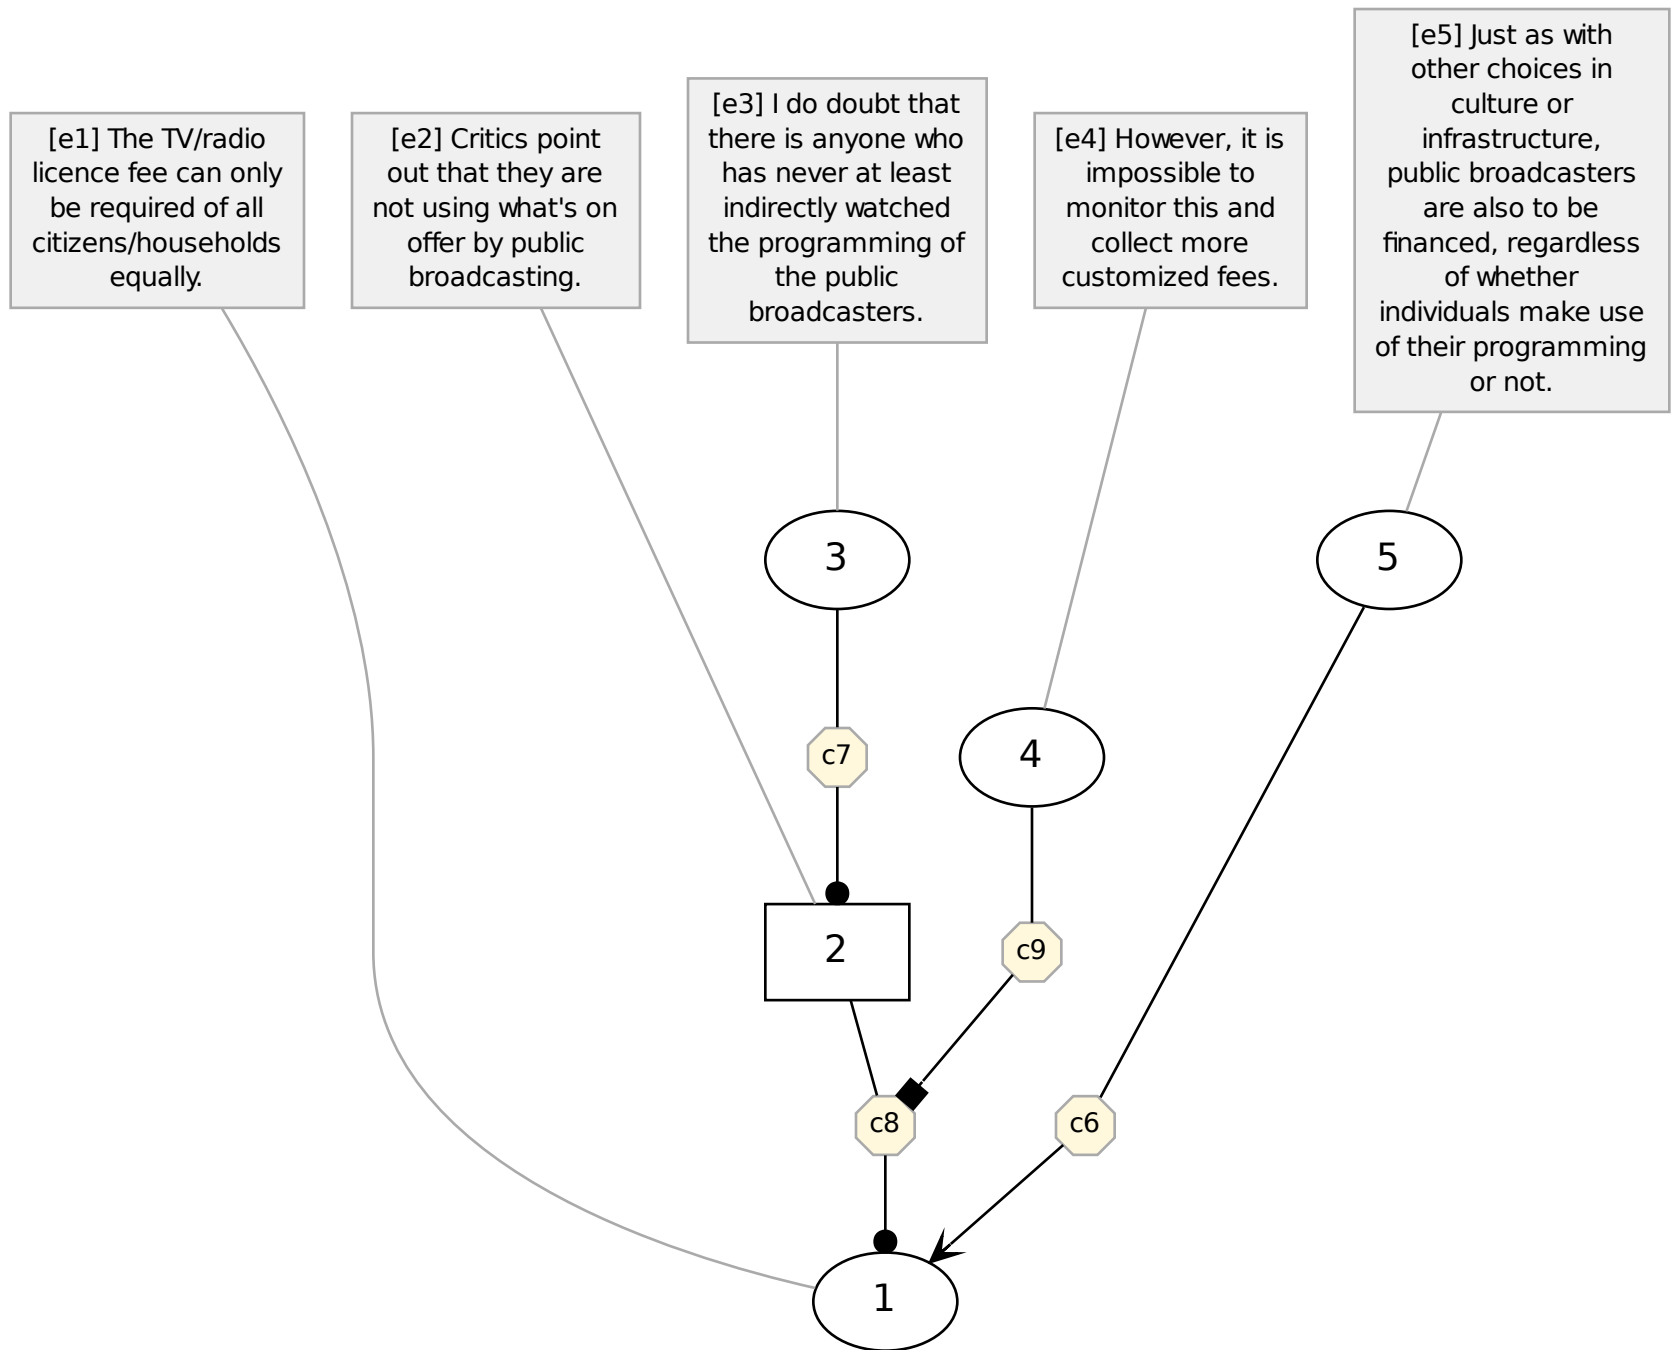 [e1] The TV/radio
licence fee can only
be required of all
citizens/households
equally.
[e2] Critics point
out that they are
not using what's on
offer by public
broadcasting.
[e3] I do doubt that
there is anyone who
has never at least
indirectly watched
the programming of
the public
broadcasters.
[e4] However, it is
impossible to
monitor this and
collect more
customized fees.
[e5] Just as with
other choices in
culture or
infrastructure,
public broadcasters
are also to be
financed, regardless
of whether
individuals make use
of their programming
or not.
3
5
c7
4
2
c9
c8
c6
1